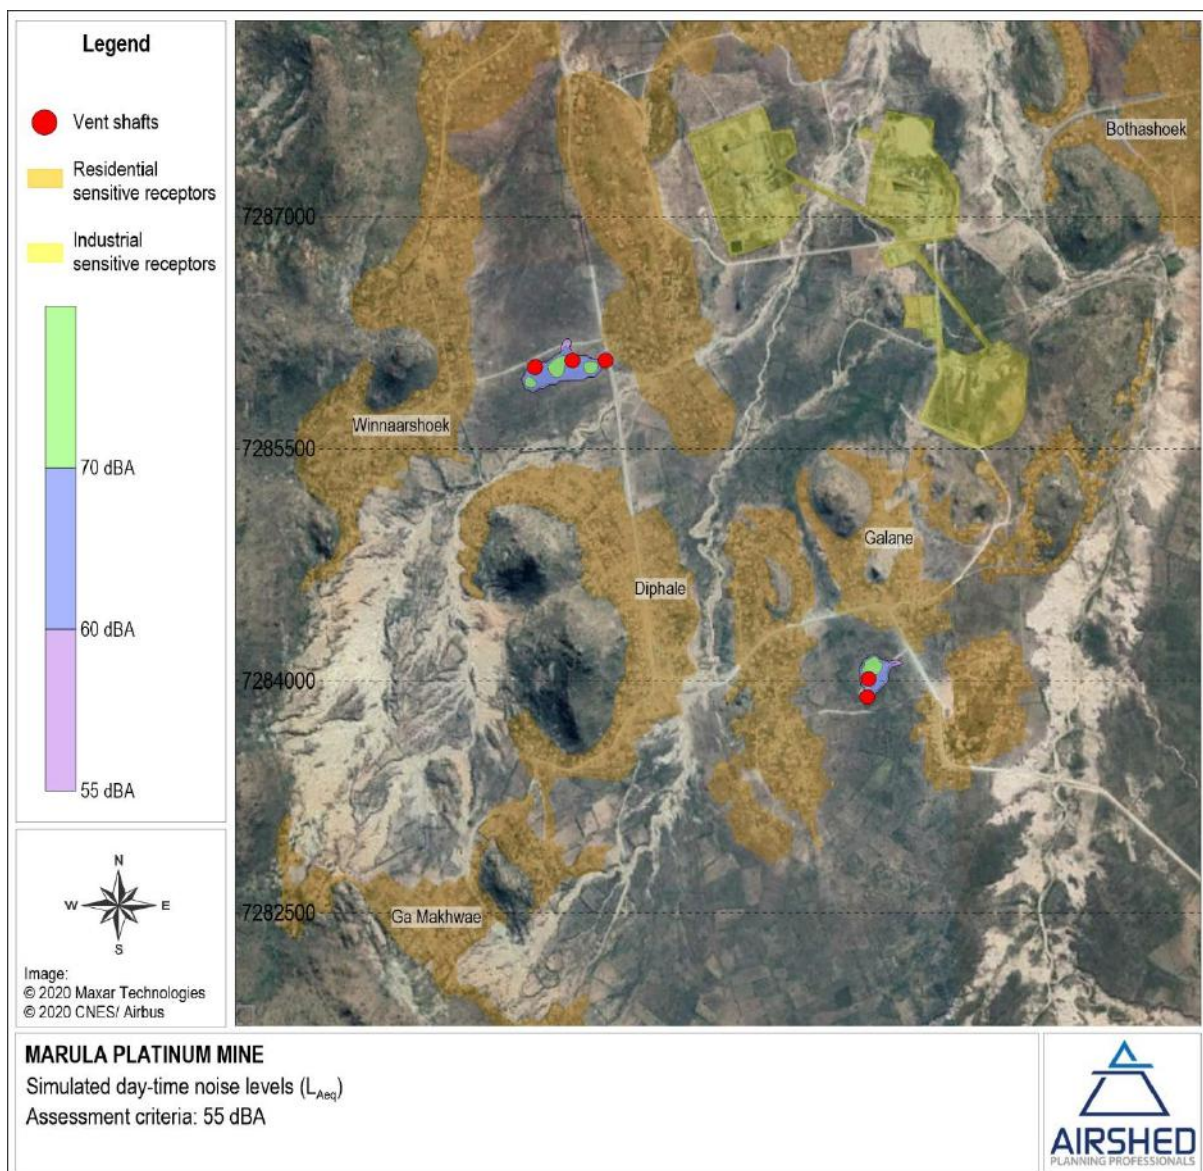 Legend
Vent shafts
Residential
sensitive receptors
Industrial
sensitive receptors
70 dBA
60 dBA
55 dBA
N
W E
S
Image:
© 2020 Maxar Technologies
© 2020 CNES/ Airbus
Bothashoek
7287000
Winnaarshoek
7285500
Galane
Diphale
7284000
7282500
Ga Makhwae
MARULA PLATINUM MINE
Simulated day-time noise levels (LAeq)
Assessment criteria: 55 dBA
AIRSHED
PLANNING PROFESSIONALS